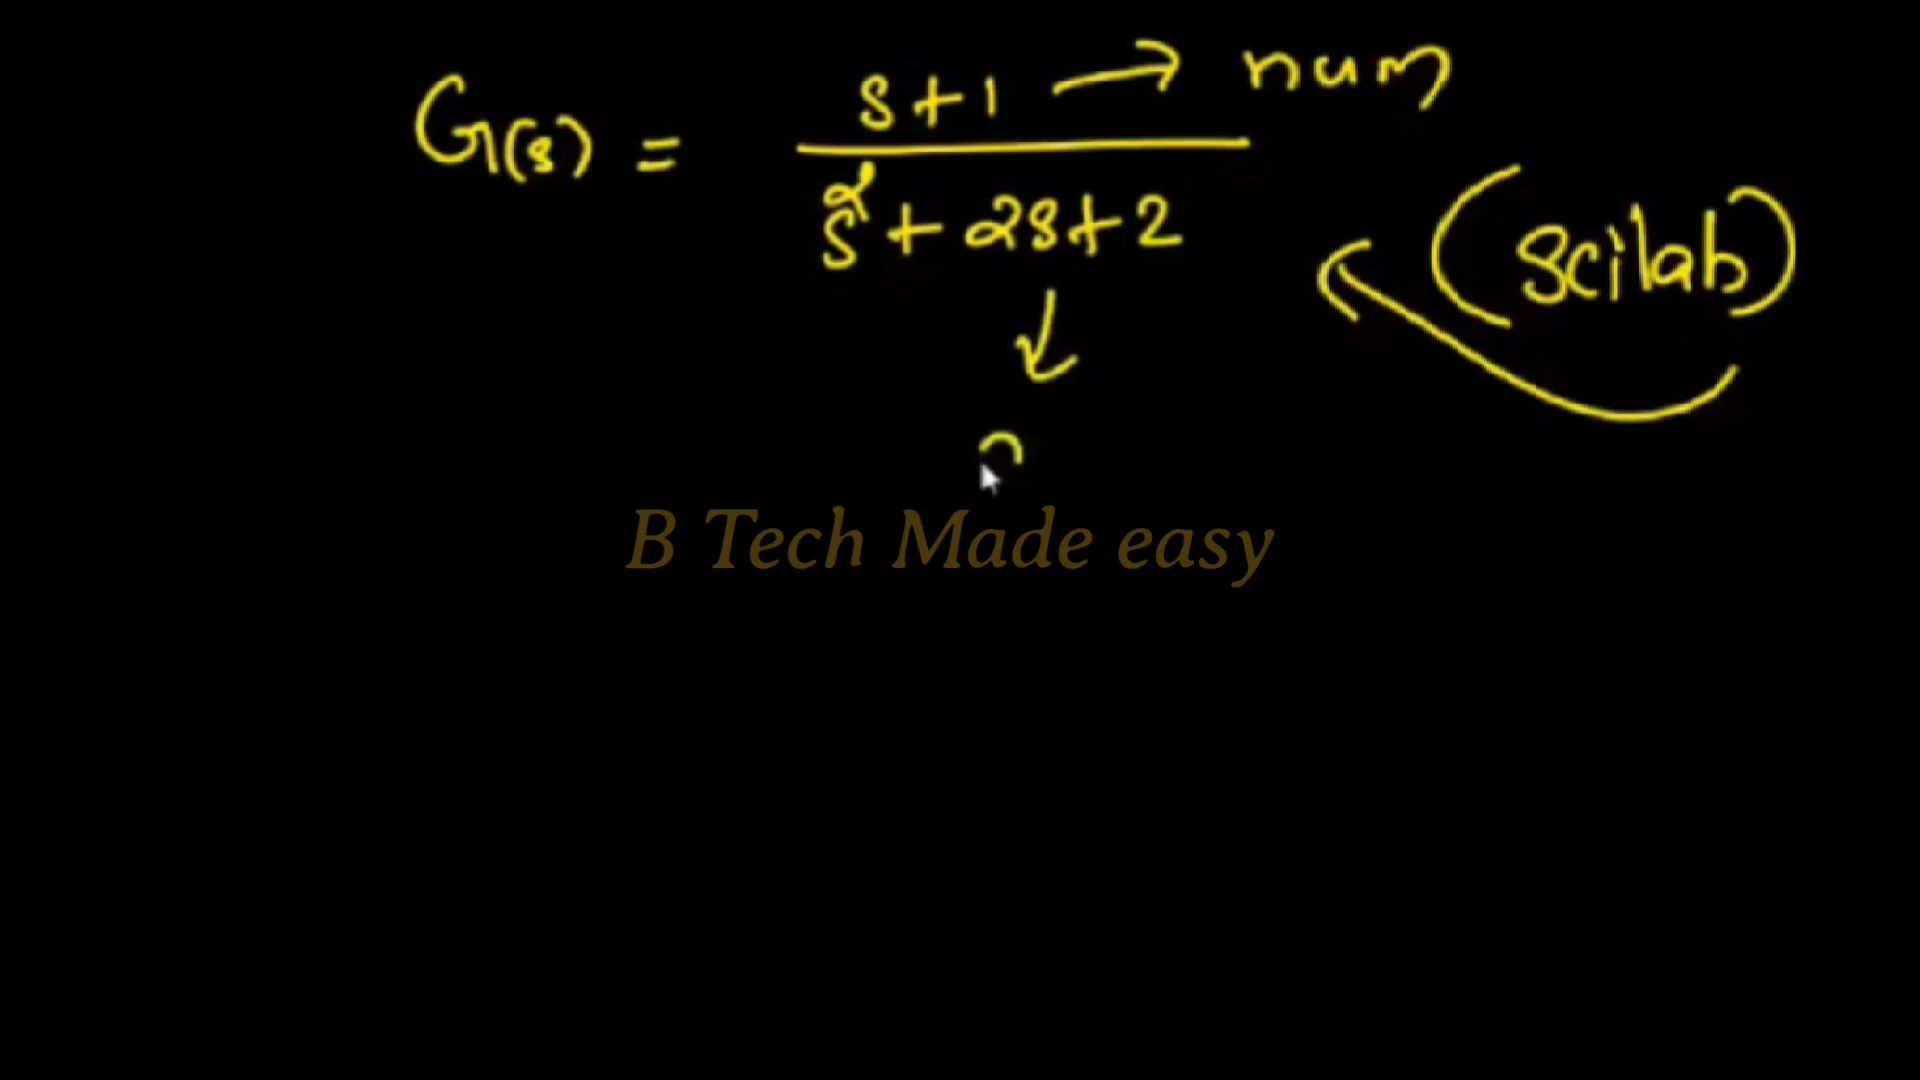 G(s) = s+1 → num
s²+2s+2
(scilab)
B Tech Made easy